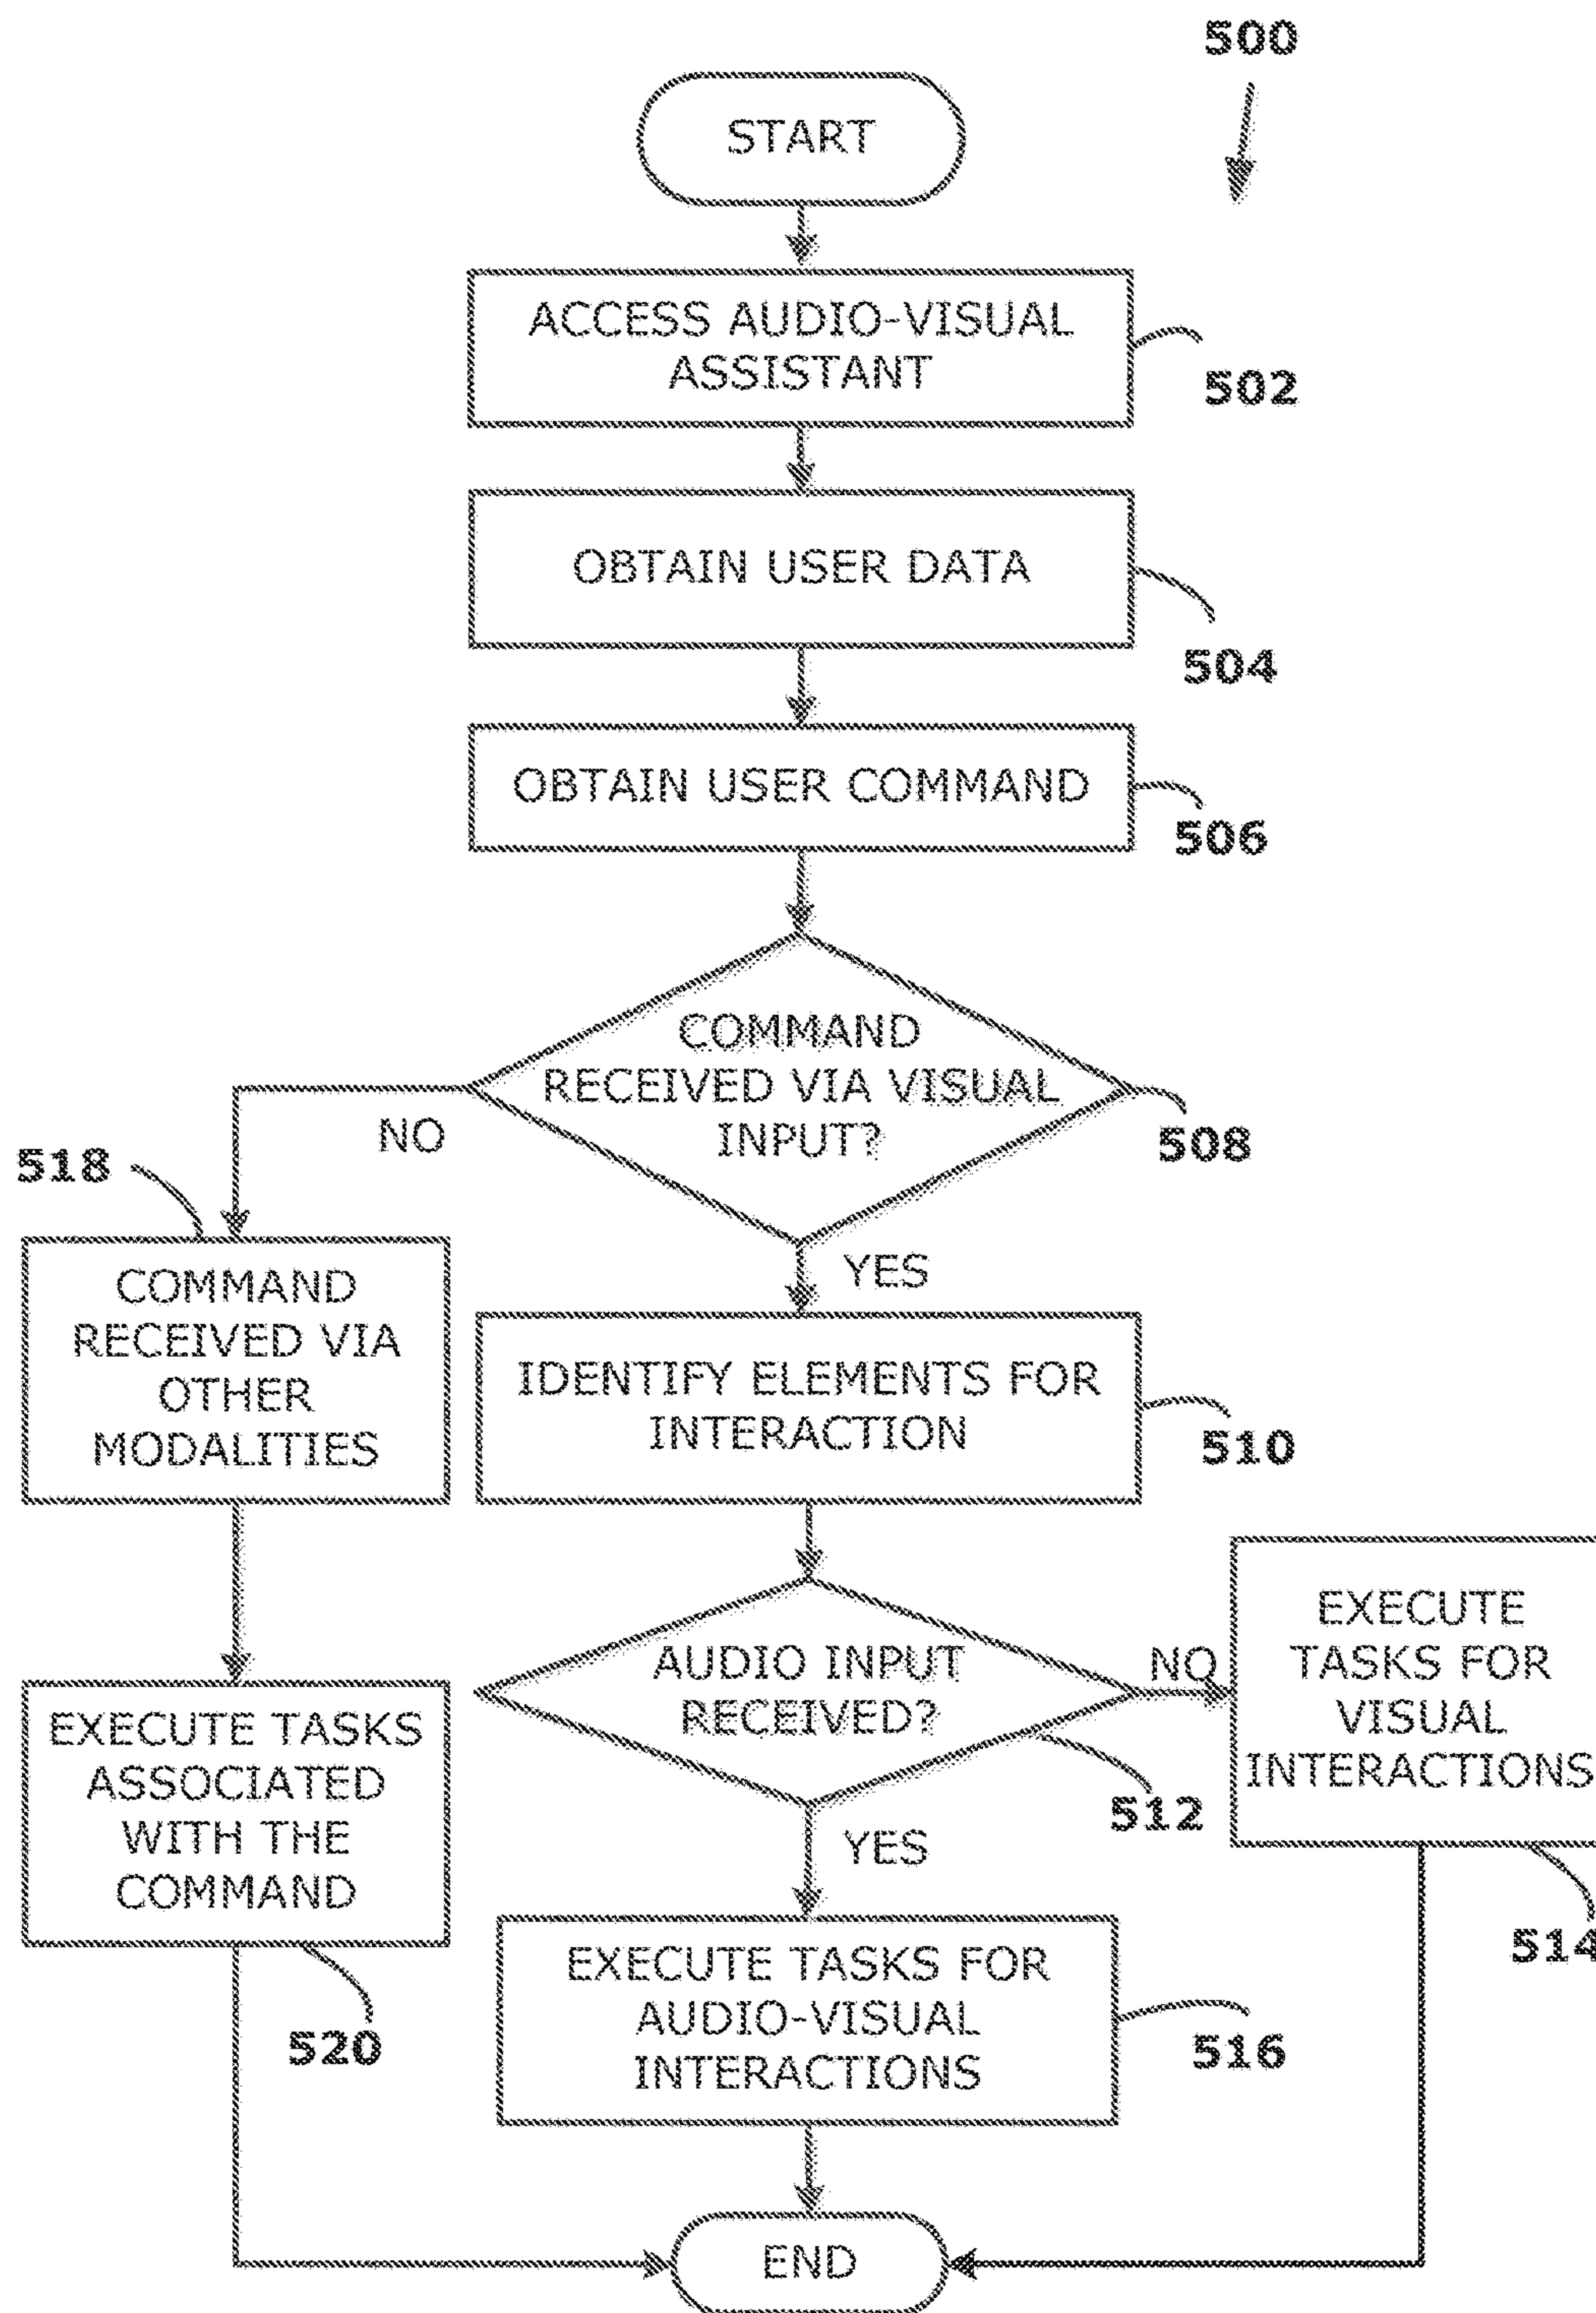 500
START
ACCESS AUDIO-VISUAL
ASSISTANT
502
OBTAIN USER DATA
504
OBTAIN USER COMMAND
506
COMMAND
RECEIVED VIA VISUAL
INPUT?
508
NO
YES
518
COMMAND
RECEIVED VIA
OTHER
MODALITIES
IDENTIFY ELEMENTS FOR
INTERACTION
510
AUDIO INPUT
RECEIVED?
512
NO
YES
EXECUTE
TASKS FOR
VISUAL
INTERACTIONS
514
EXECUTE TASKS
ASSOCIATED
WITH THE
COMMAND
520
EXECUTE TASKS FOR
AUDIO-VISUAL
INTERACTIONS
516
END